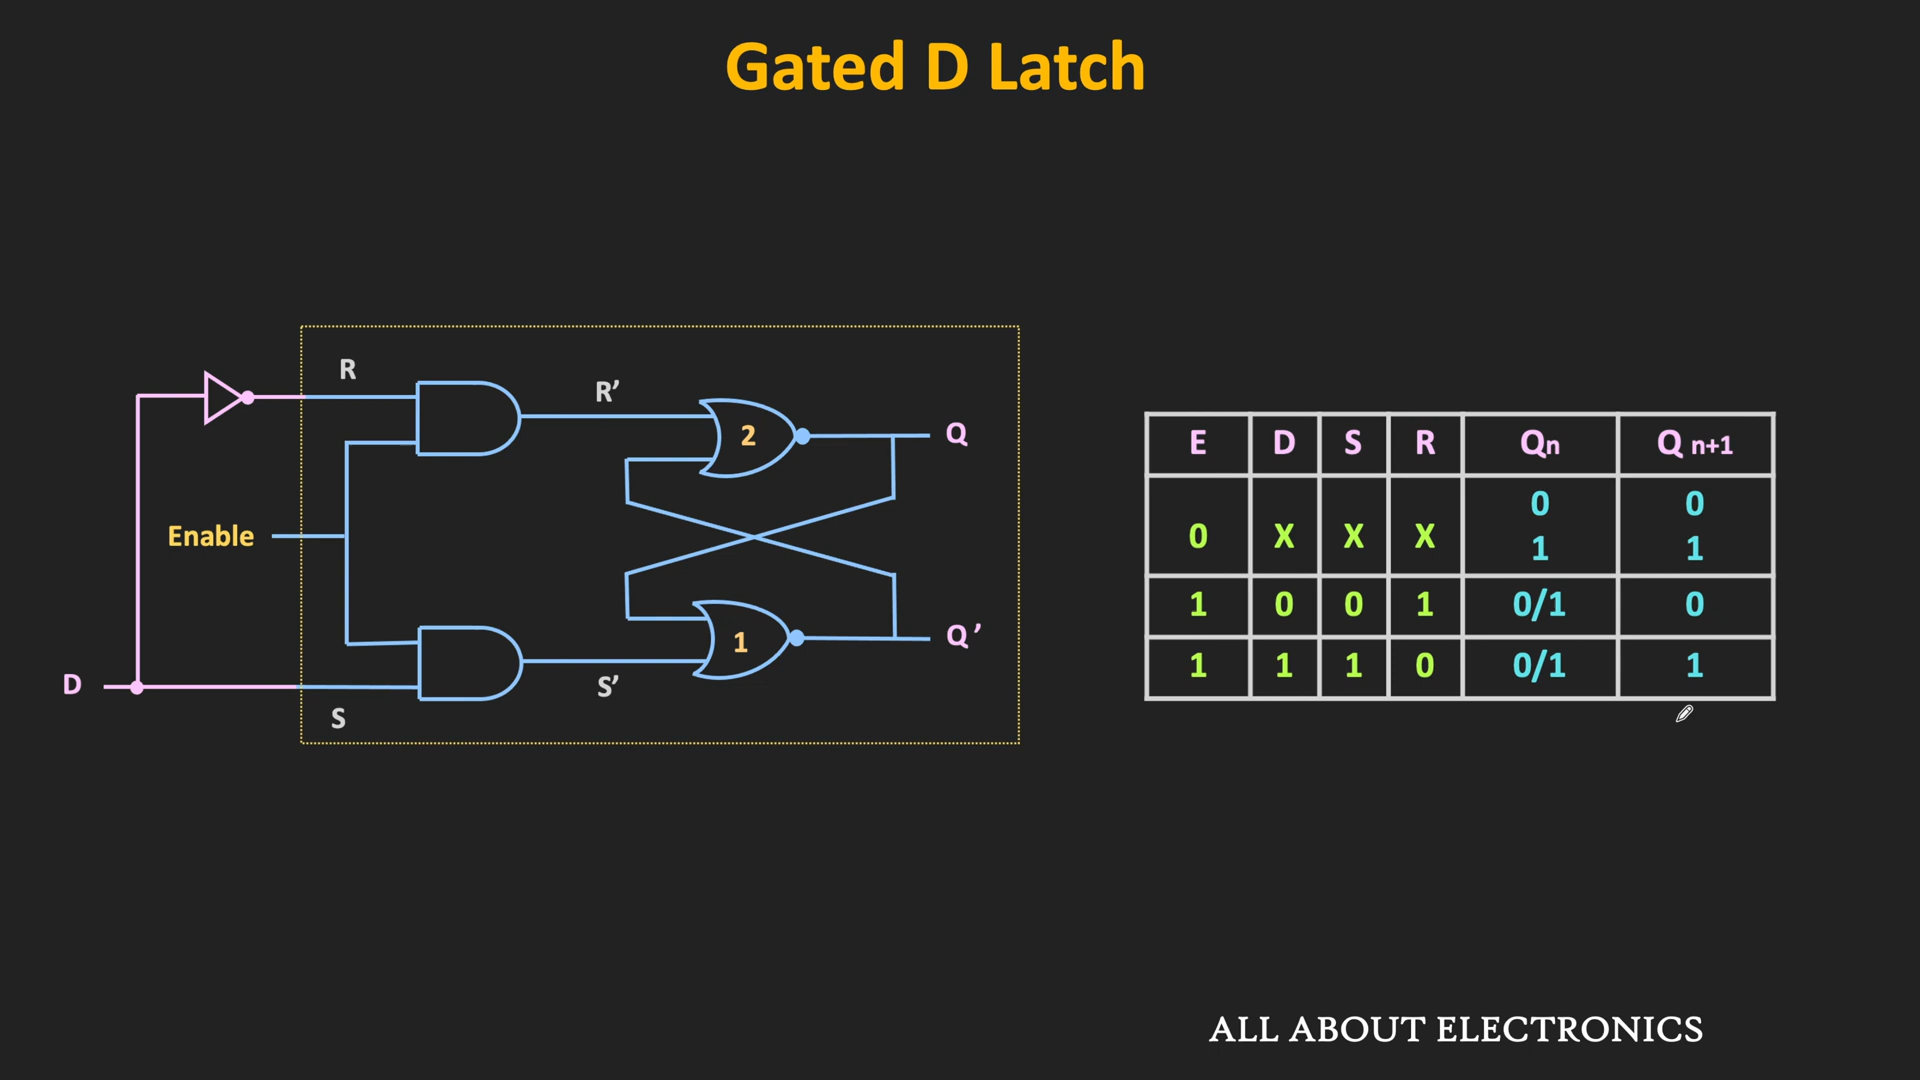 Gated D Latch
R
R’
2
Q
Enable
1
Q’
D
S’
S
E D S R Qn Q n+1
0 X X X 0 0
1 1
1 0 0 1 0/1 0
1 1 1 0 0/1 1
ALL ABOUT ELECTRONICS